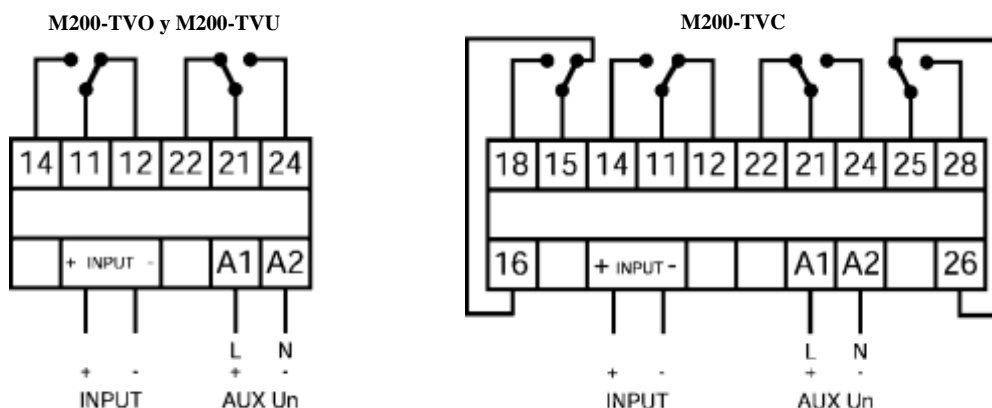 M200-TVO y M200-TVU
14 11 12 22 21 24
+ INPUT - A1 A2
L N
+ - + -
INPUT AUX Un
M200-TVC
18 15 14 11 12 22 21 24 25 28
16 + INPUT - A1 A2 26
L N
+ - + -
INPUT AUX Un